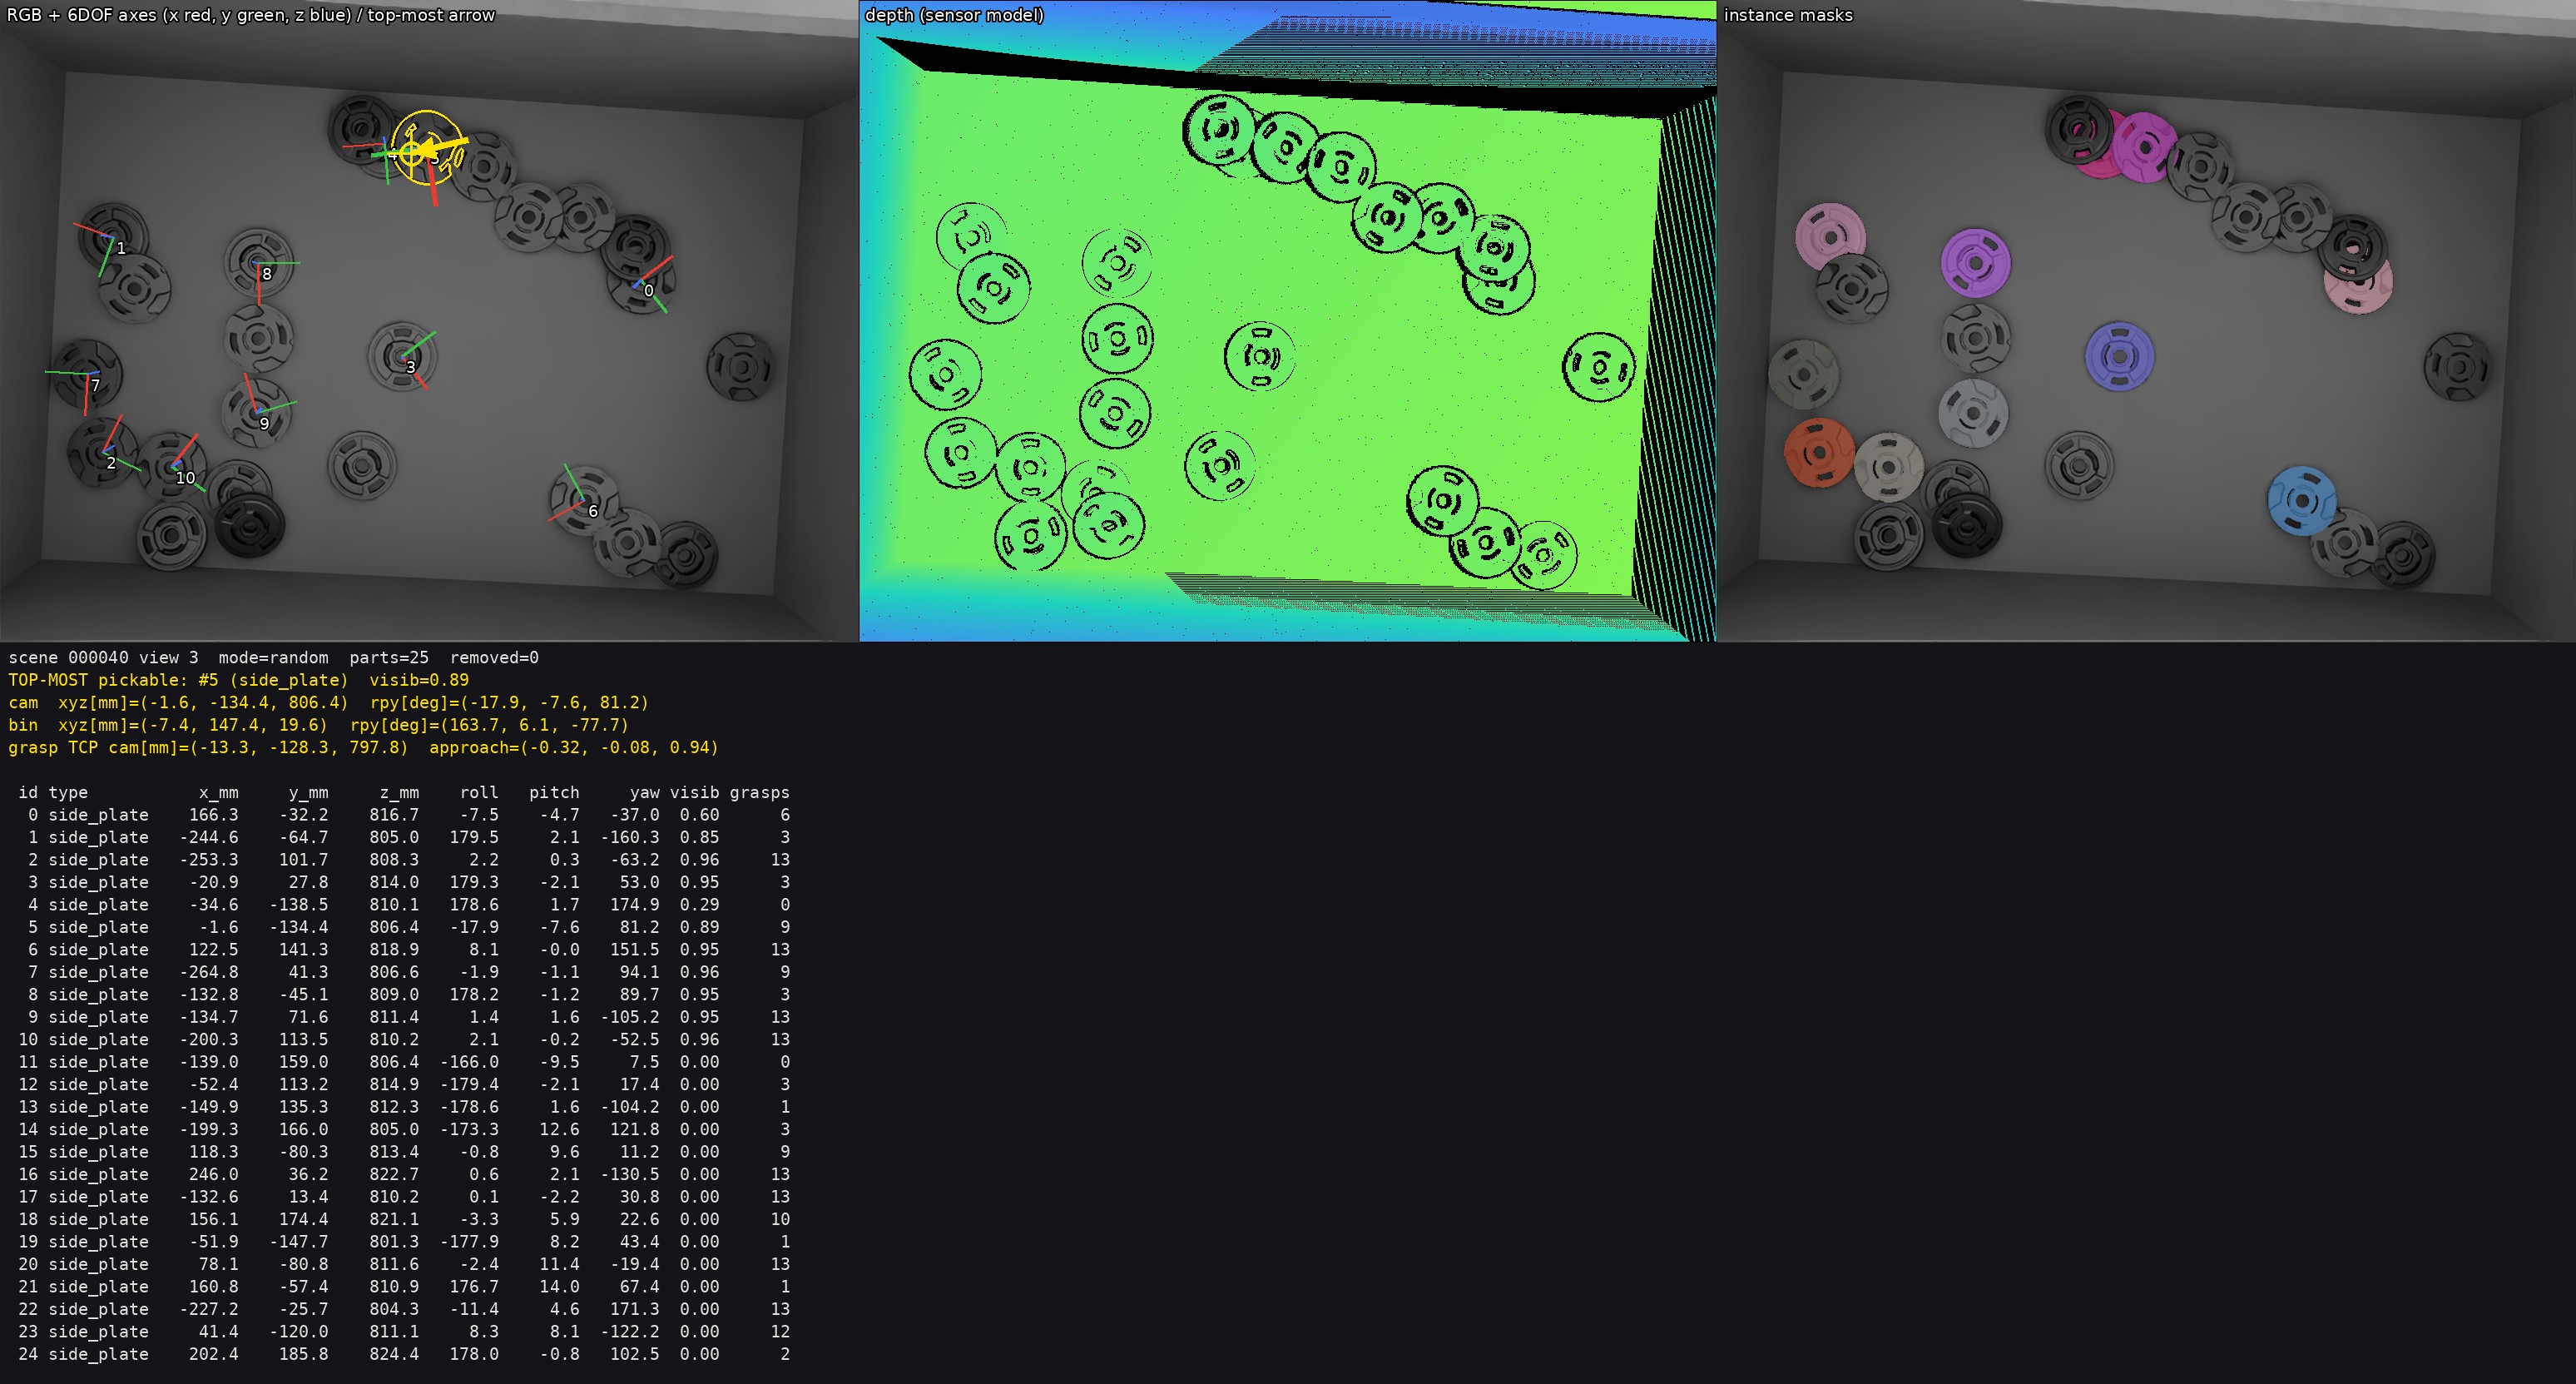 RGB + 6DOF axes (x red, y green, z blue) / top-most arrow
depth (sensor model)
instance masks
4
5
1
8
0
3
7
9
2
10
6
scene 000040 view 3  mode=random  parts=25  removed=0
TOP-MOST pickable: #5 (side_plate)  visib=0.89
cam  xyz[mm]=(-1.6, -134.4, 806.4)  rpy[deg]=(-17.9, -7.6, 81.2)
bin  xyz[mm]=(-7.4, 147.4, 19.6)  rpy[deg]=(163.7, 6.1, -77.7)
grasp TCP cam[mm]=(-13.3, -128.3, 797.8)  approach=(-0.32, -0.08, 0.94)
id type x_mm y_mm z_mm roll pitch yaw visib grasps
0 side_plate 166.3 -32.2 816.7 -7.5 -4.7 -37.0 0.60 6
1 side_plate -244.6 -64.7 805.0 179.5 2.1 -160.3 0.85 3
2 side_plate -253.3 101.7 808.3 2.2 0.3 -63.2 0.96 13
3 side_plate -20.9 27.8 814.0 179.3 -2.1 53.0 0.95 3
4 side_plate -34.6 -138.5 810.1 178.6 1.7 174.9 0.29 0
5 side_plate -1.6 -134.4 806.4 -17.9 -7.6 81.2 0.89 9
6 side_plate 122.5 141.3 818.9 8.1 -0.0 151.5 0.95 13
7 side_plate -264.8 41.3 806.6 -1.9 -1.1 94.1 0.96 9
8 side_plate -132.8 -45.1 809.0 178.2 -1.2 89.7 0.95 3
9 side_plate -134.7 71.6 811.4 1.4 1.6 -105.2 0.95 13
10 side_plate -200.3 113.5 810.2 2.1 -0.2 -52.5 0.96 13
11 side_plate -139.0 159.0 806.4 -166.0 -9.5 7.5 0.00 0
12 side_plate -52.4 113.2 814.9 -179.4 -2.1 17.4 0.00 3
13 side_plate -149.9 135.3 812.3 -178.6 1.6 -104.2 0.00 1
14 side_plate -199.3 166.0 805.0 -173.3 12.6 121.8 0.00 3
15 side_plate 118.3 -80.3 813.4 -0.8 9.6 11.2 0.00 9
16 side_plate 246.0 36.2 822.7 0.6 2.1 -130.5 0.00 13
17 side_plate -132.6 13.4 810.2 0.1 -2.2 30.8 0.00 13
18 side_plate 156.1 174.4 821.1 -3.3 5.9 22.6 0.00 10
19 side_plate -51.9 -147.7 801.3 -177.9 8.2 43.4 0.00 1
20 side_plate 78.1 -80.8 811.6 -2.4 11.4 -19.4 0.00 13
21 side_plate 160.8 -57.4 810.9 176.7 14.0 67.4 0.00 1
22 side_plate -227.2 -25.7 804.3 -11.4 4.6 171.3 0.00 13
23 side_plate 41.4 -120.0 811.1 8.3 8.1 -122.2 0.00 12
24 side_plate 202.4 185.8 824.4 178.0 -0.8 102.5 0.00 2